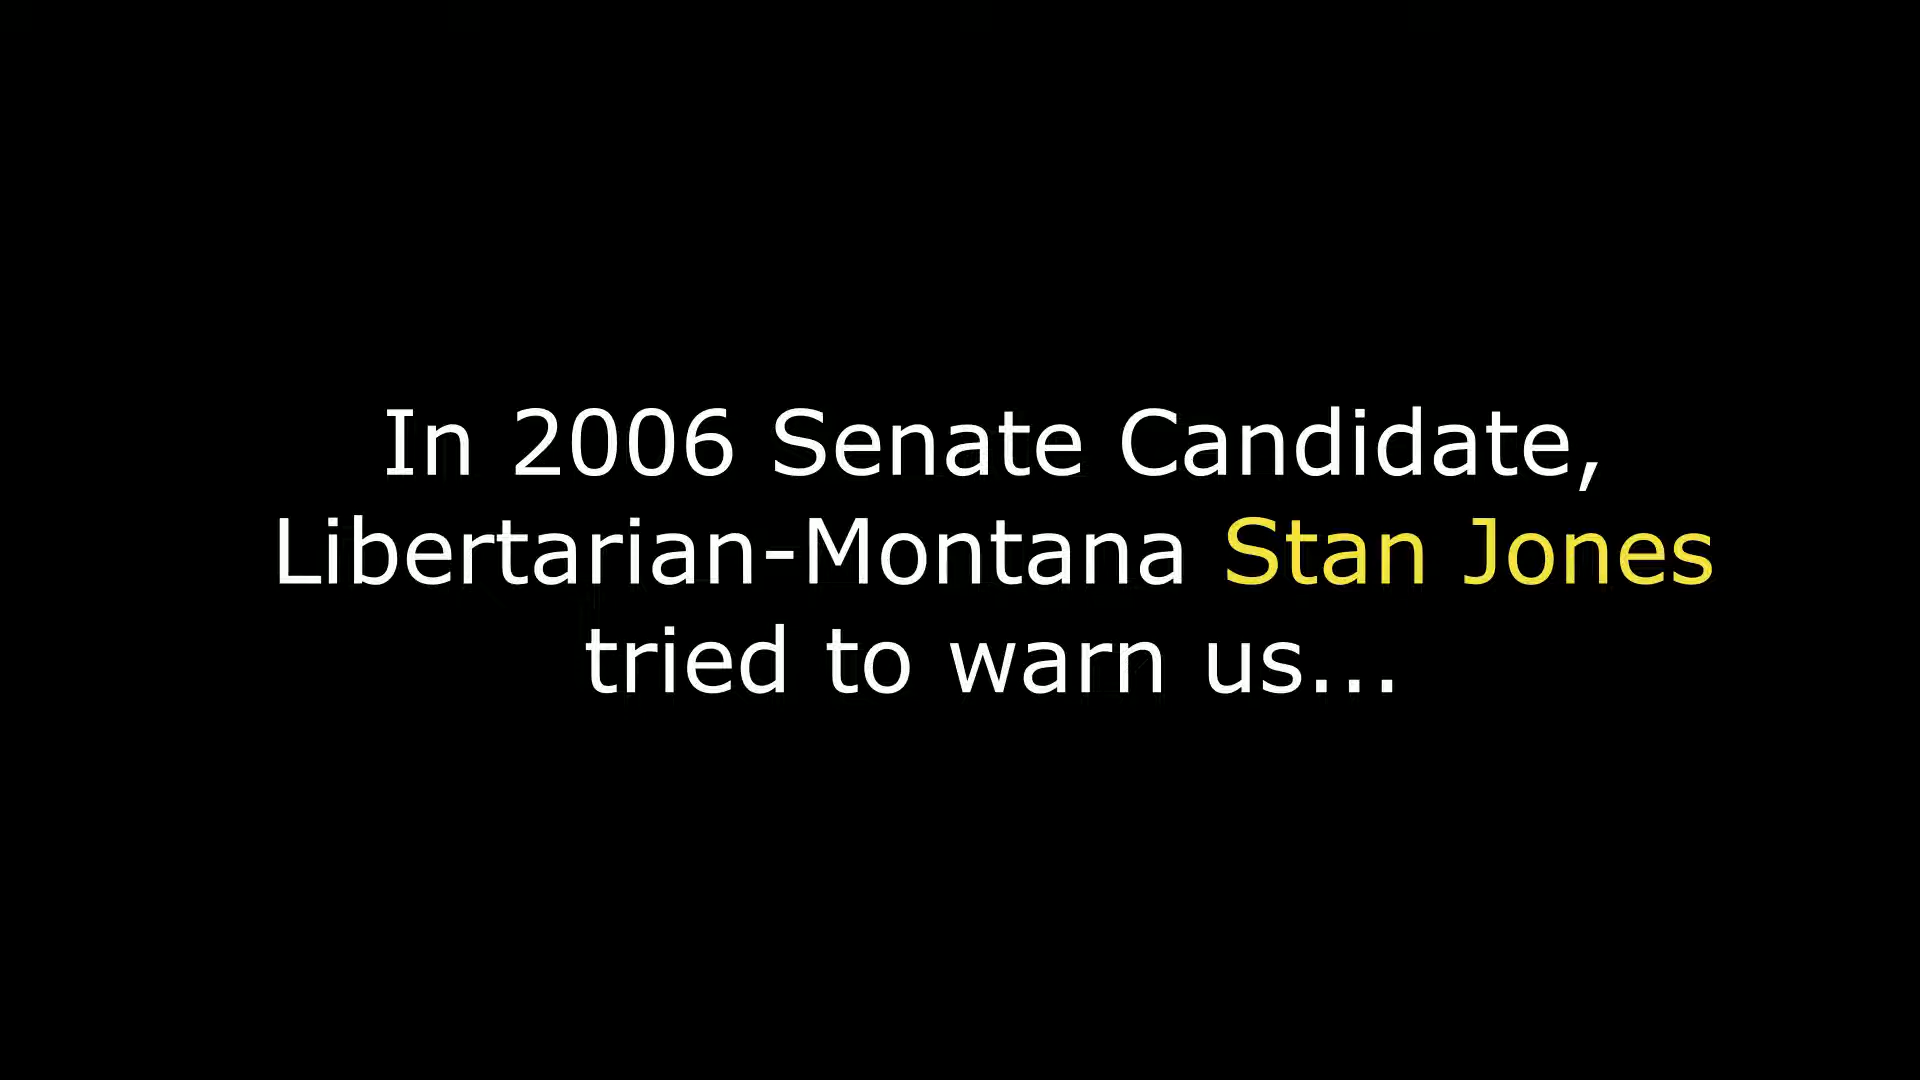 In 2006 Senate Candidate,
Libertarian-Montana Stan Jones
tried to warn us...